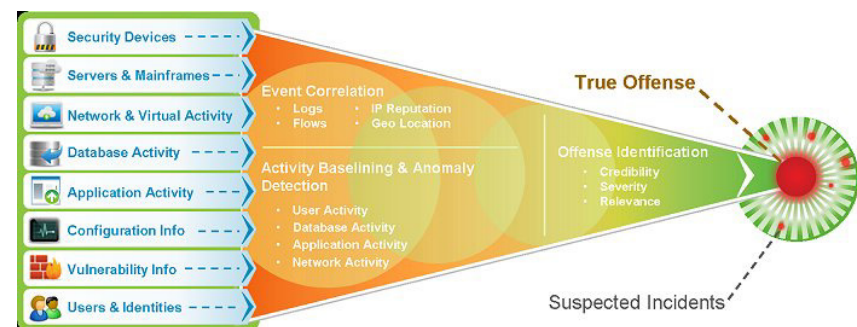 Security Devices
Servers & Mainframes
Network & Virtual Activity
Database Activity
Application Activity
Configuration Info
Vulnerability Info
Users & Identities
Event Correlation
• Logs
• Flows
• IP Reputation
• Geo Location
Activity Baselining & Anomaly
Detection
• User Activity
• Database Activity
• Application Activity
• Network Activity
Offense Identification
• Credibility
• Severity
• Relevance
True Offense
Suspected Incidents